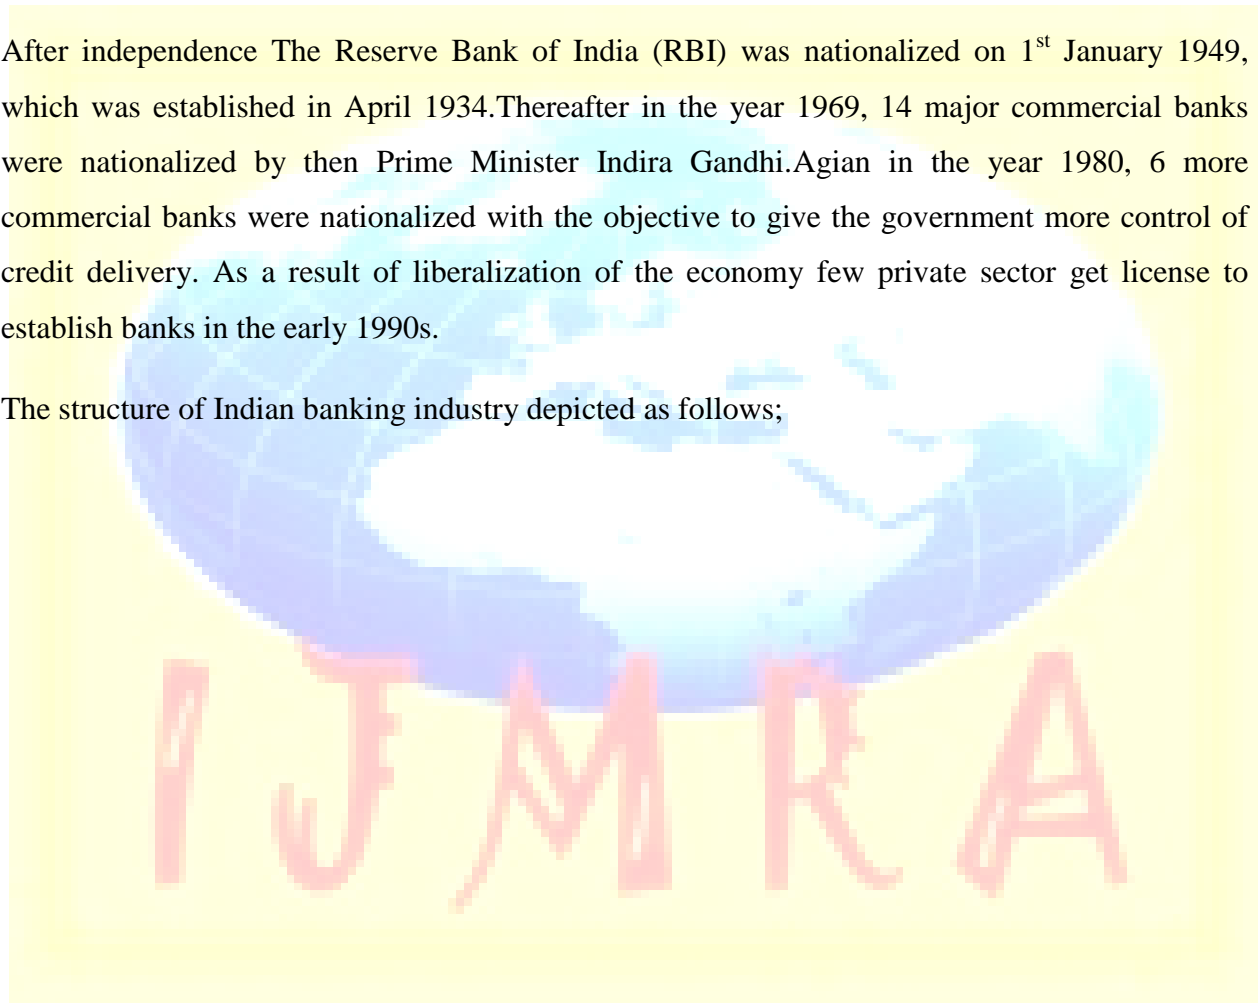 After independence The Reserve Bank of India (RBI) was nationalized on 1st January 1949,
which was established in April 1934.Thereafter in the year 1969, 14 major commercial banks
were nationalized by then Prime Minister Indira Gandhi.Agian in the year 1980, 6 more
commercial banks were nationalized with the objective to give the government more control of
credit delivery. As a result of liberalization of the economy few private sector get license to
establish banks in the early 1990s.
The structure of Indian banking industry depicted as follows;
IJMRA